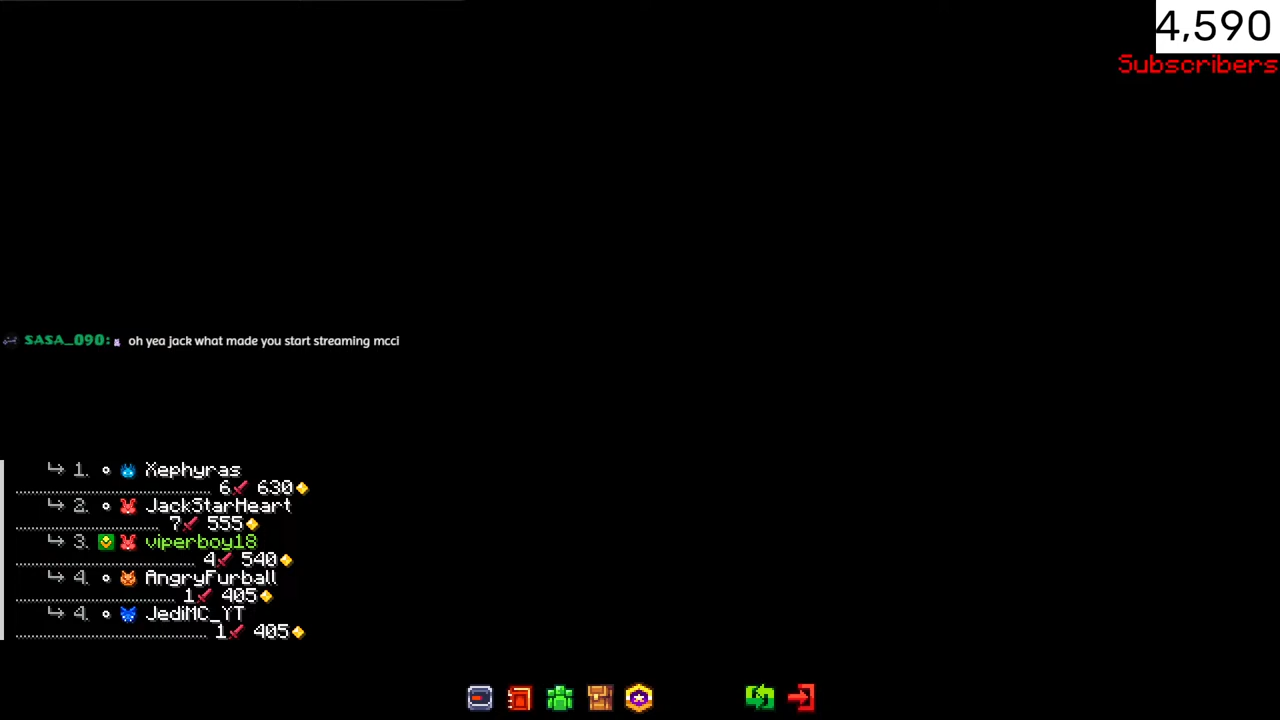 4,590
Subscribers
SASA_090: oh yea jack what made you start streaming mcci
1. Xephyras
6 630
2. JackStarHeart
7 555
3. viperboy18
4 540
4. AngryFurball
1 405
4. JediMC_YT
1 405